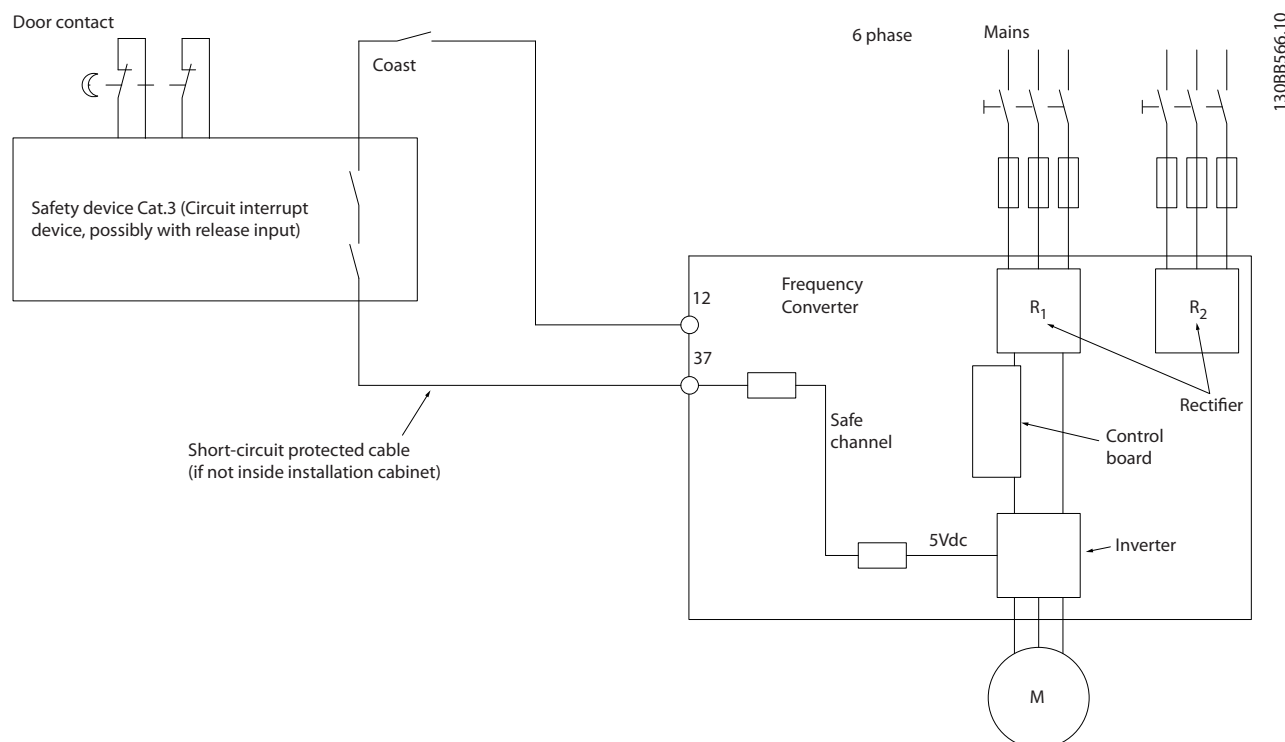 Door contact
Coast
6 phase
Mains
130BB566.10
Safety device Cat.3 (Circuit interrupt
device, possibly with release input)
12
Frequency
Converter
R1
R2
37
Rectifier
Safe
channel
Control
board
Short-circuit protected cable
(if not inside installation cabinet)
5Vdc
Inverter
M